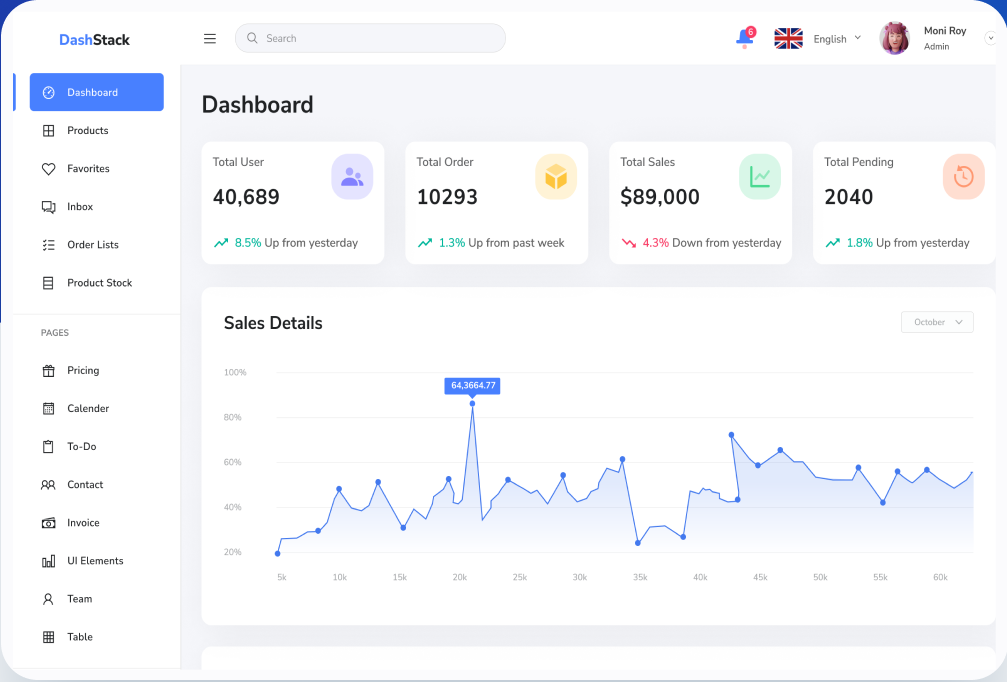 DashStack
Search
6
English
Moni Roy
Admin
Dashboard
Products
Favorites
Inbox
Order Lists
Product Stock
PAGES
Pricing
Calender
To-Do
Contact
Invoice
UI Elements
Team
Table
Dashboard
Total User
40,689
8.5% Up from yesterday
Total Order
10293
1.3% Up from past week
Total Sales
$89,000
4.3% Down from yesterday
Total Pending
2040
1.8% Up from yesterday
Sales Details
October
100%
80%
60%
40%
20%
64,3664.77
5k 10k 15k 20k 25k 30k 35k 40k 45k 50k 55k 60k